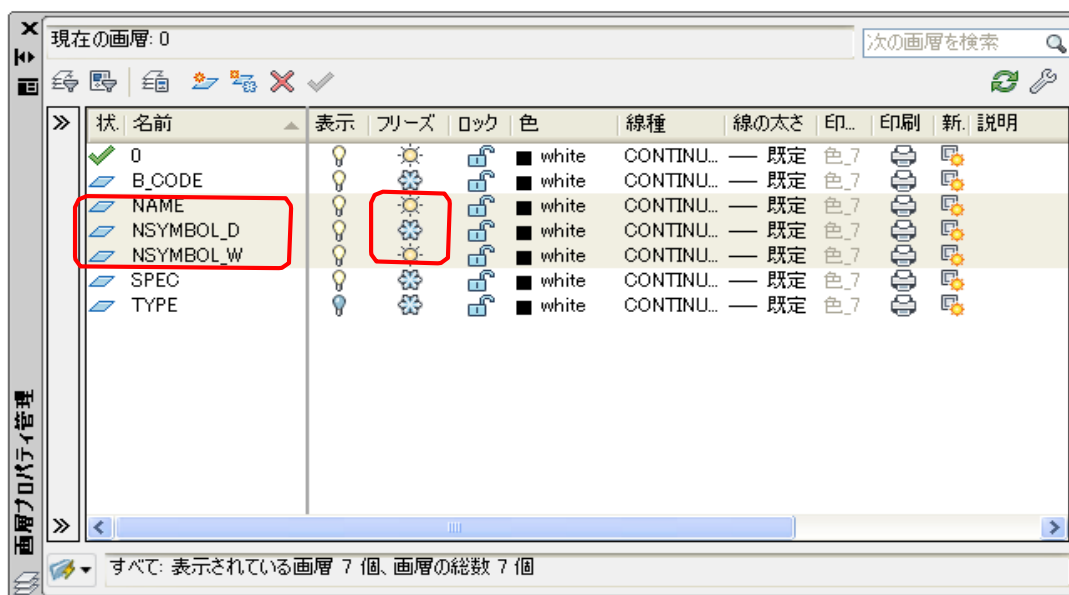 現在の画層: 0
次の画層を検索
状. 名前 表示 フリーズ ロック 色 線種 線の太さ 印... 印刷 新. 説明
0 white CONTINU... 既定 色_7
B_CODE white CONTINU... 既定 色_7
NAME white CONTINU... 既定 色_7
NSYMBOL_D white CONTINU... 既定 色_7
NSYMBOL_W white CONTINU... 既定 色_7
SPEC white CONTINU... 既定 色_7
TYPE white CONTINU... 既定 色_7
画層プロパティ管理
すべて: 表示されている画層 7 個、画層の総数 7 個